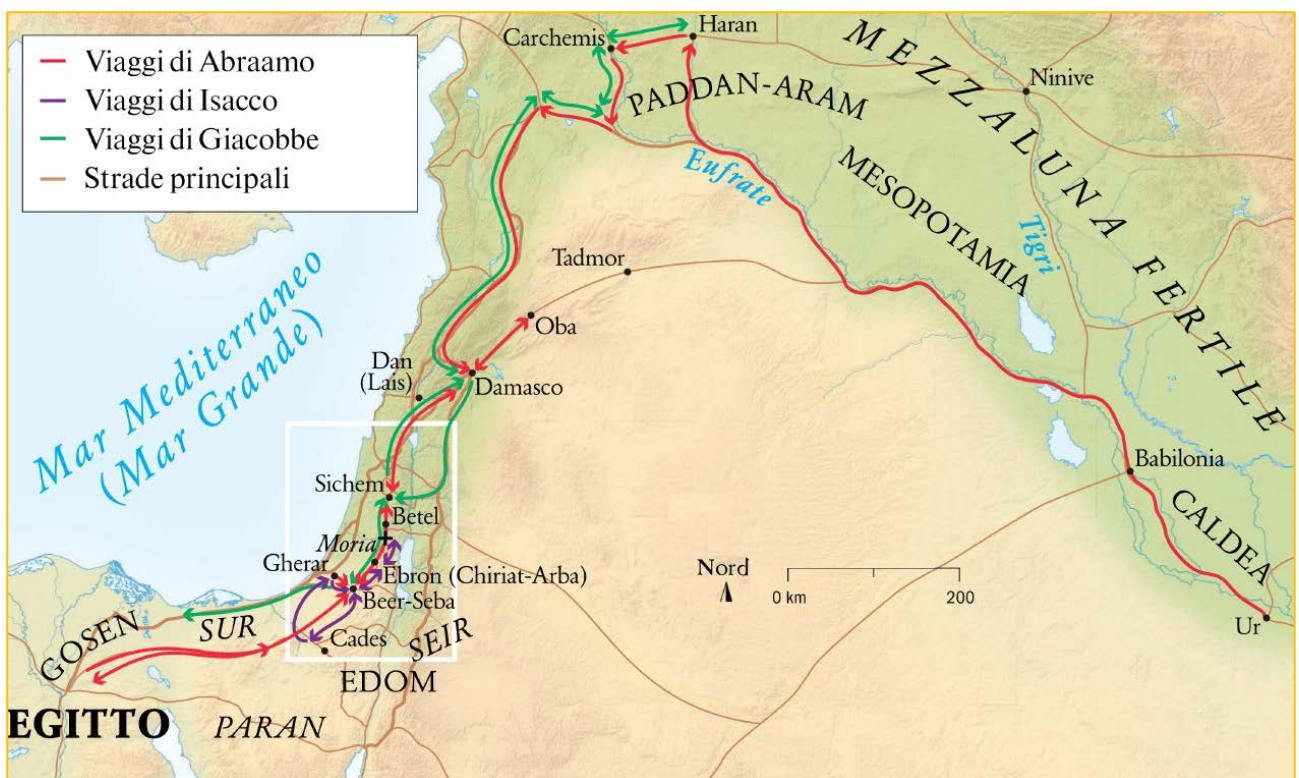 Viaggi di Abraamo
Viaggi di Isacco
Viaggi di Giacobbe
Strade principali
Carchemis
Haran
MEZZALUNA FERTILE
Ninive
PADDAN-ARAM
Eufrate
MESOPOTAMIA
Tigri
Tadmor
Oba
Mar Mediterraneo
(Mar Grande)
Dan
(Lais)
Damasco
Sichem
Betel
Moria
Gherar
Ebron (Chiriat-Arba)
Beer-Seba
Babilonia
CALDEA
Ur
Nord
0 km
200
GOSEN
SUR
Cades
SEIR
EDOM
EGITTO
PARAN